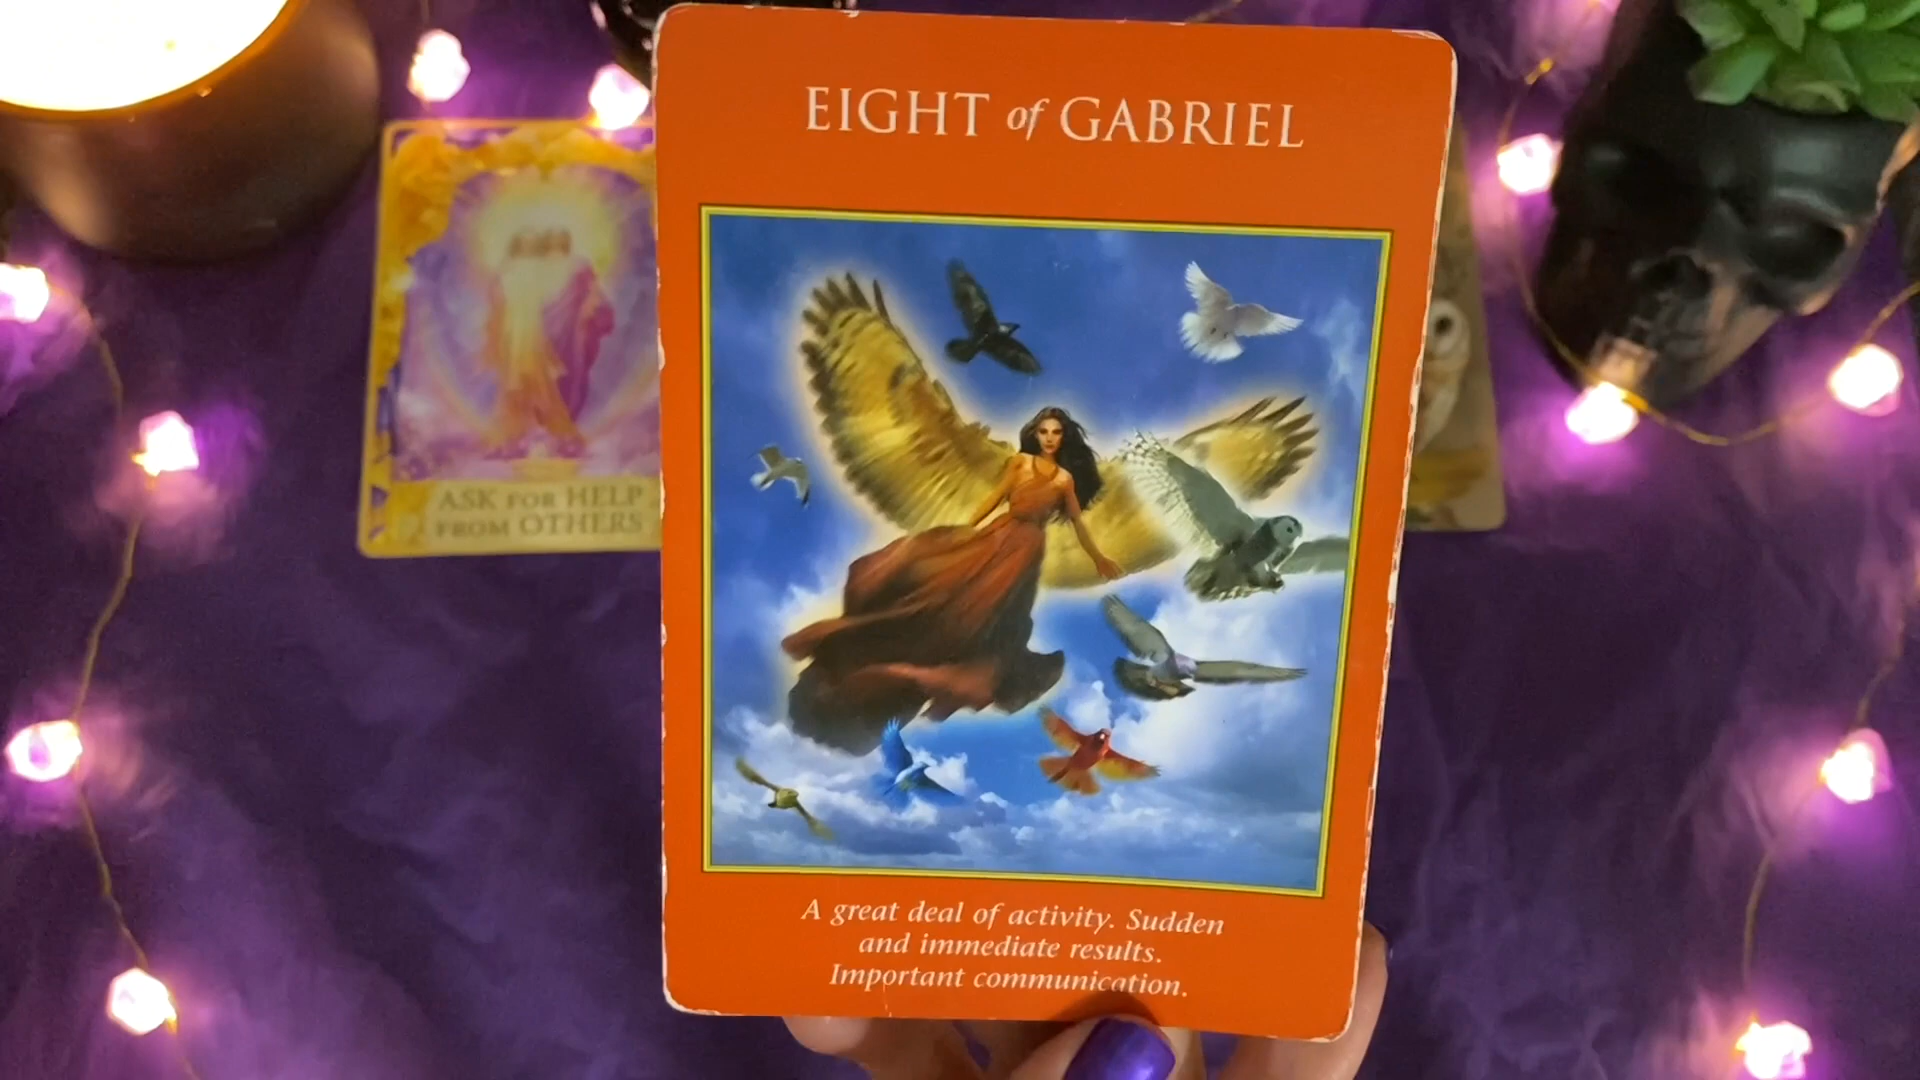 EIGHT of GABRIEL
ASK FOR HELP
FROM OTHERS
A great deal of activity. Sudden
and immediate results.
Important communication.